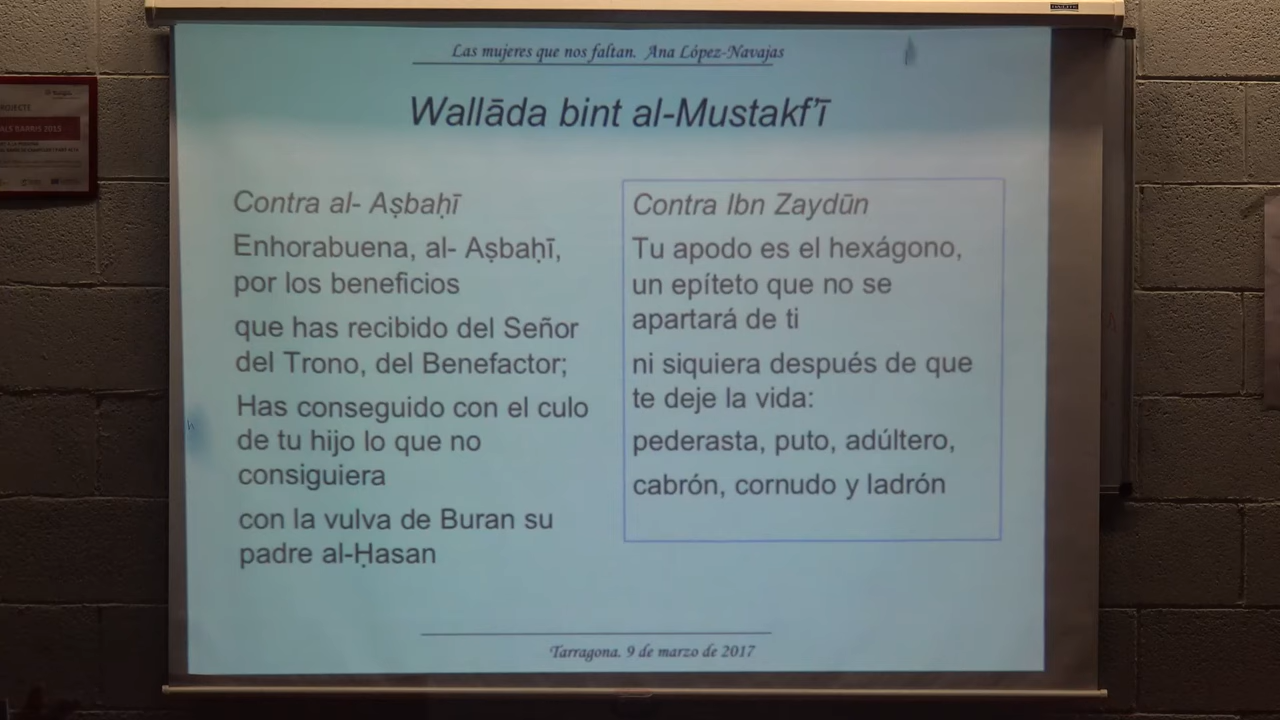 Las mujeres que nos faltan. Ana López-Navajas
Wallāda bint al-Mustakf'ī
Contra al- Aṣbaḥī
Enhorabuena, al- Aṣbaḥī,
por los beneficios
que has recibido del Señor
del Trono, del Benefactor;
Has conseguido con el culo
de tu hijo lo que no
consiguiera
con la vulva de Buran su
padre al-Ḥasan
Contra Ibn Zaydūn
Tu apodo es el hexágono,
un epíteto que no se
apartará de ti
ni siquiera después de que
te deje la vida:
pederasta, puto, adúltero,
cabrón, cornudo y ladrón
Tarragona. 9 de marzo de 2017